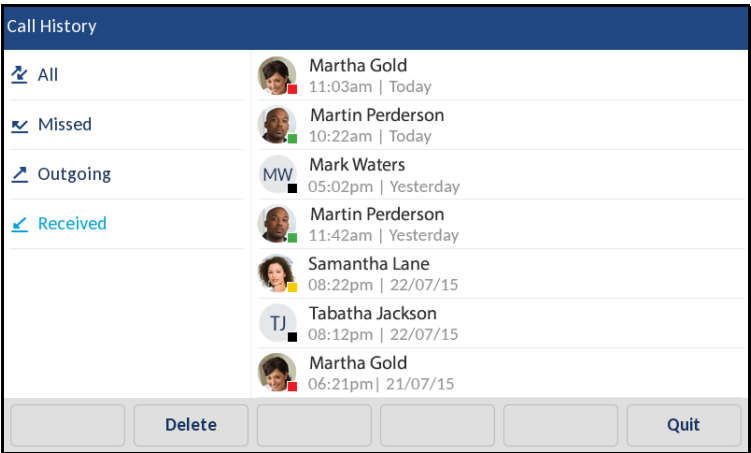 Call History
All
Missed
Outgoing
Received
Martha Gold
11:03am | Today
Martin Perderson
10:22am | Today
MW
Mark Waters
05:02pm | Yesterday
Martin Perderson
11:42am | Yesterday
Samantha Lane
08:22pm | 22/07/15
TJ
Tabatha Jackson
08:12pm | 22/07/15
Martha Gold
06:21pm| 21/07/15
Delete
Quit